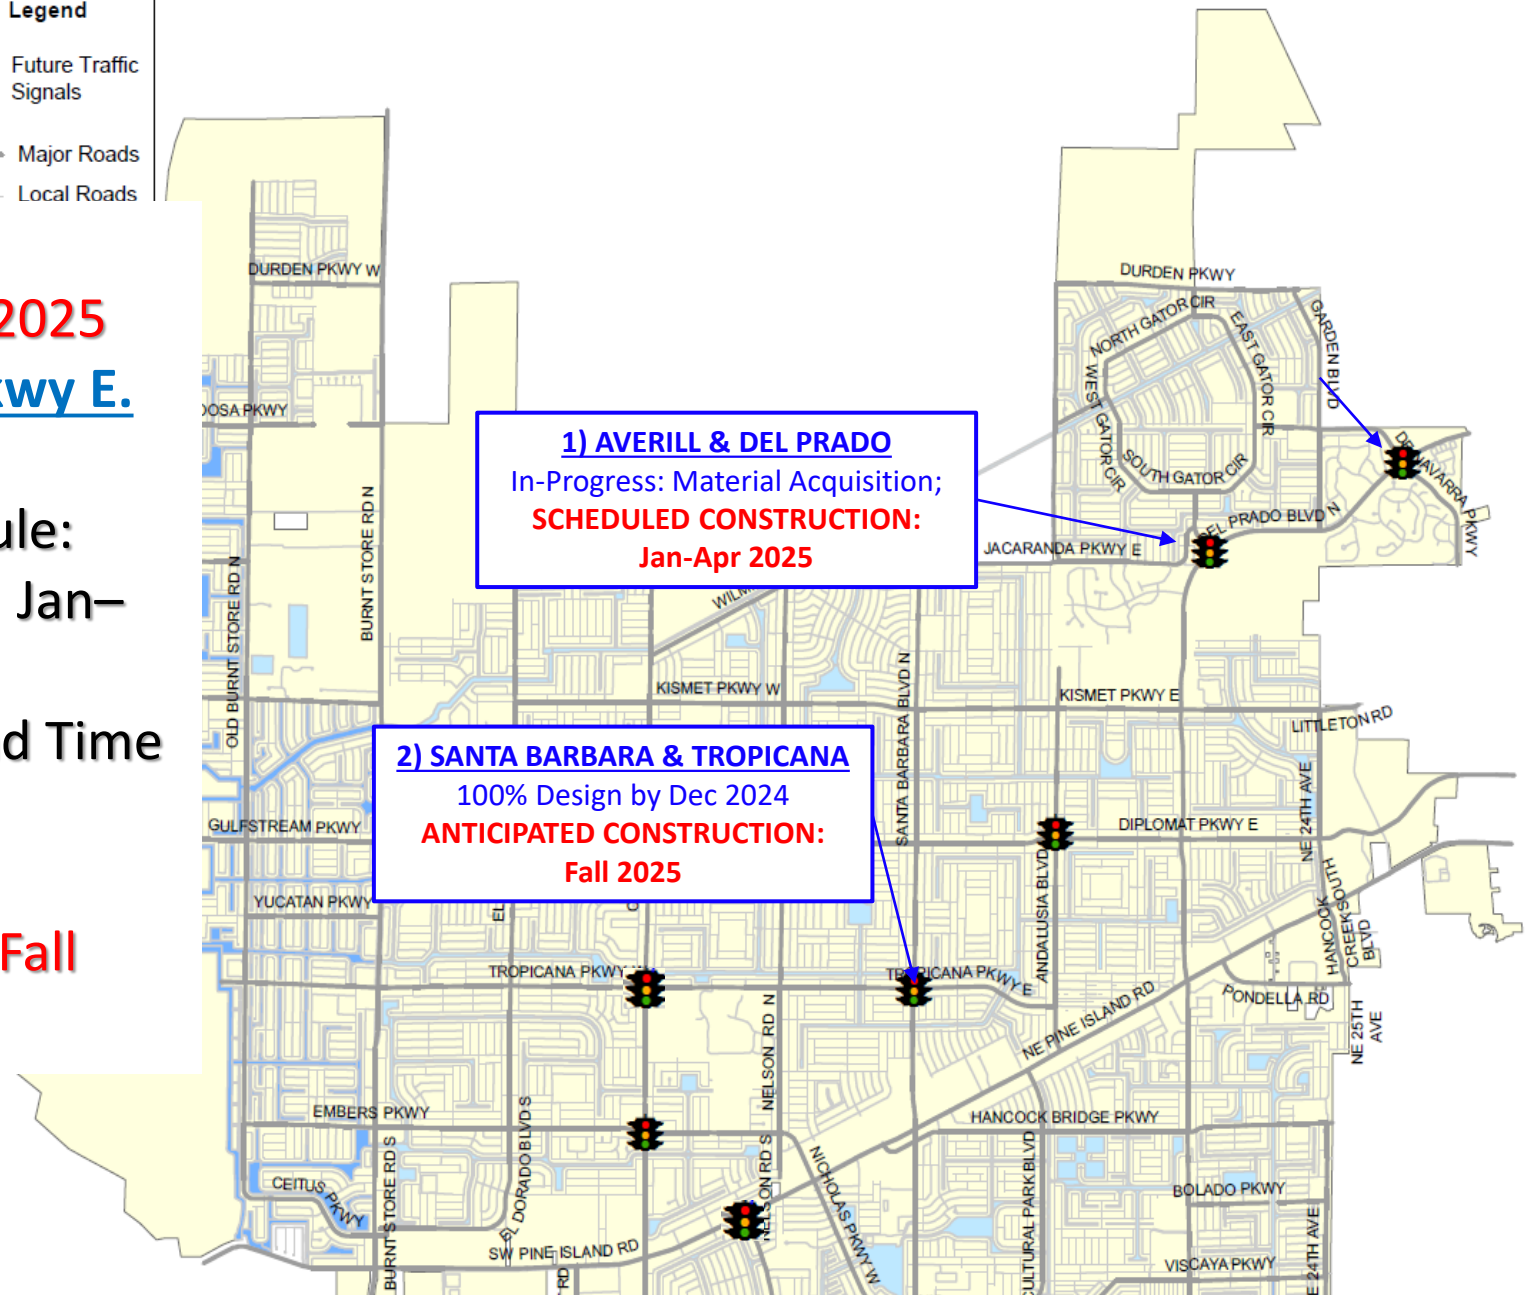 Legend
Future Traffic
Signals
Major Roads
Local Roads
2025
kwy E.
ule:
Jan–
d Time
Fall
1) AVERILL & DEL PRADO
In-Progress: Material Acquisition;
SCHEDULED CONSTRUCTION:
Jan-Apr 2025
2) SANTA BARBARA & TROPICANA
100% Design by Dec 2024
ANTICIPATED CONSTRUCTION:
Fall 2025
DURDEN PKWY W
DURDEN PKWY
NORTH GATOR CIR
EAST GATOR CIR
GARDEN BLVD
WEST GATOR CIR
SOUTH GATOR CIR
DEL PRADO BLVD N
NAVARRA PKWY
JACARANDA PKWY E
DOSA PKWY
BURNT STORE RD N
OLD BURNT STORE RD N
WILM
KISMET PKWY W
KISMET PKWY E
SANTA BARBARA BLVD N
LITTLETON RD
NE 24TH AVE
GULFSTREAM PKWY
DIPLOMAT PKWY E
ANDALUSIA BLVD
HANCOCK
CREEK SOUTH
BLVD
YUCATAN PKWY
EL
TROPICANA PKWY
TROPICANA PKWY E
NE PINE ISLAND RD
PONDELLA RD
NE 25TH
AVE
NELSON RD N
EMBERS PKWY
HANCOCK BRIDGE PKWY
EL DORADO BLVD S
BURNT STORE RD S
NELSON RD S
NICHOLAS PKWY W
CULTURAL PARK BLVD
CEITUS PKWY
BOLADO PKWY
SW PINE ISLAND RD
RD
VISCAYA PKWY
E 24TH AVE